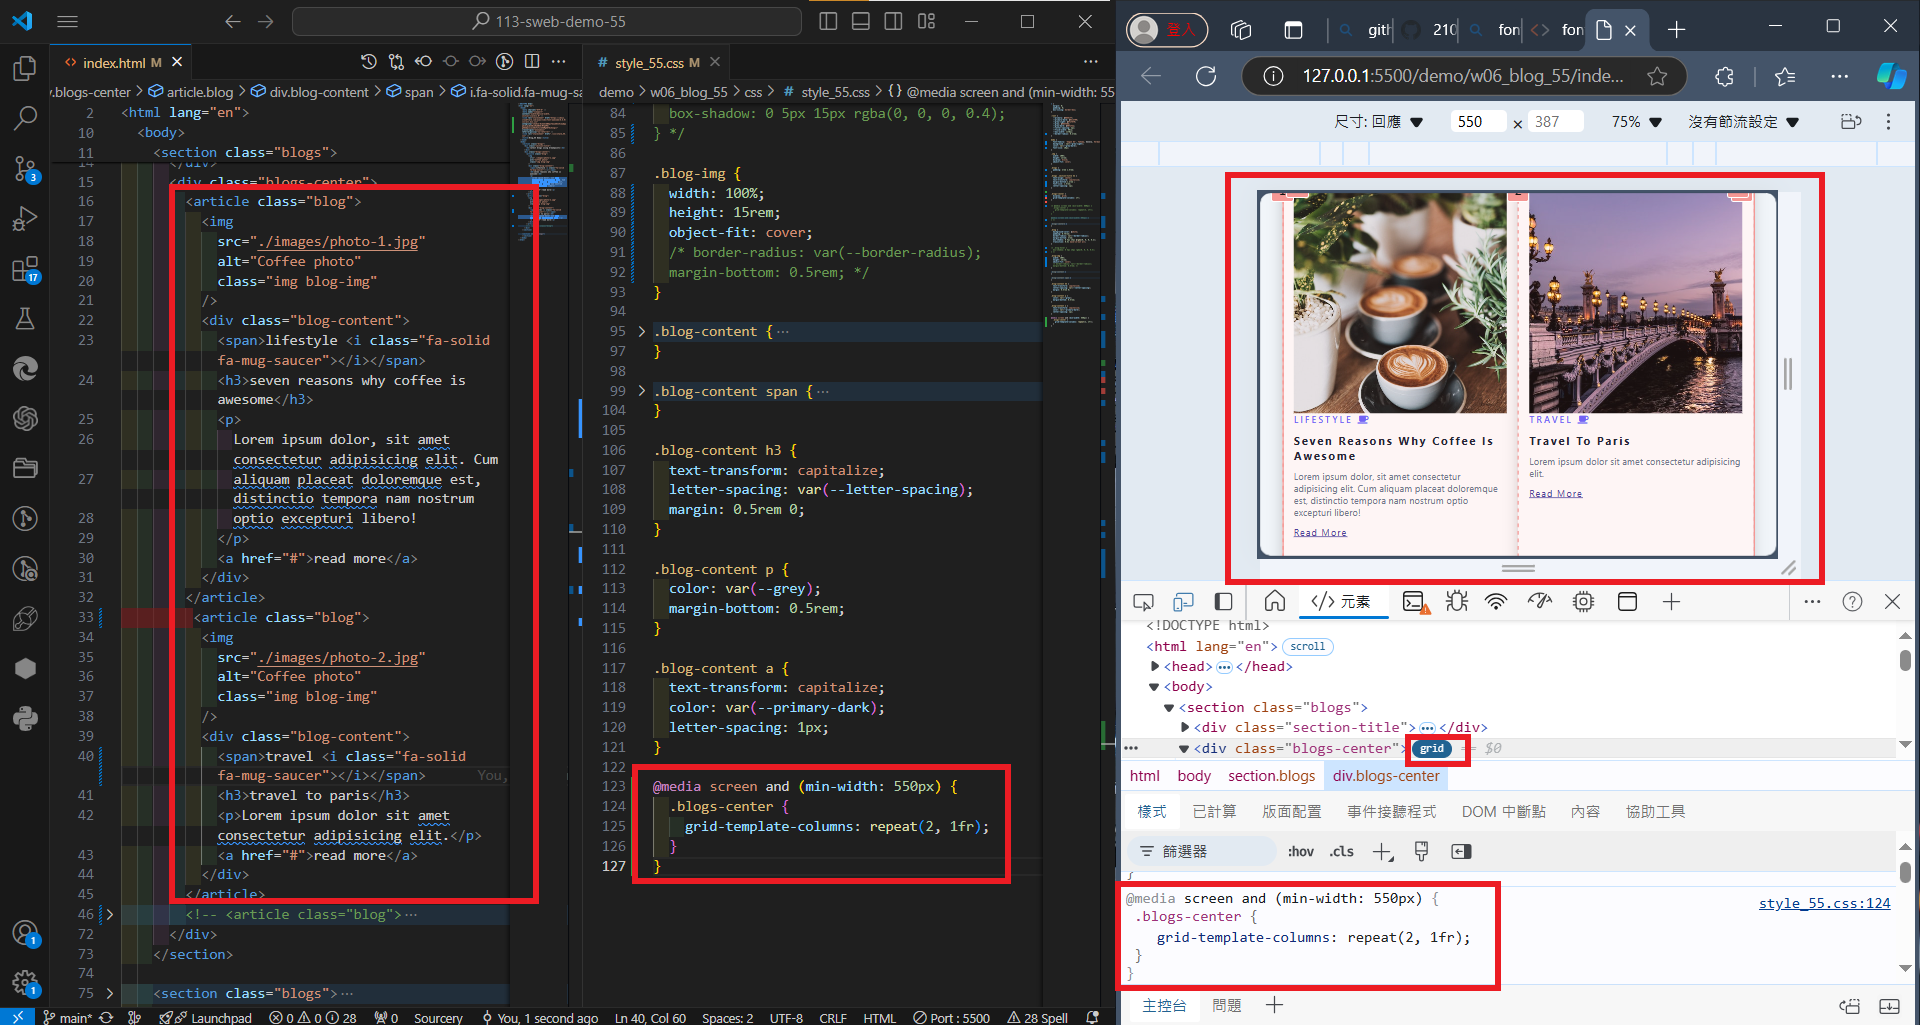 113-sweb-demo-55
index.html M
style_55.css M
.blogs-center > article.blog > div.blog-content > span > i.fa-solid.fa-mug-sa
demo > w06_blog_55 > css > # style_55.css > {} @media screen and (min-width: 55
2 <html lang="en">
10 <body>
11 <section class="blogs">
14 </div>
15 <div class="blogs-center">
16 <article class="blog">
17 <img
18 src="./images/photo-1.jpg"
19 alt="Coffee photo"
20 class="img blog-img"
21 />
22 <div class="blog-content">
23 <span>lifestyle <i class="fa-solid
fa-mug-saucer"></i></span>
24 <h3>seven reasons why coffee is
awesome</h3>
25 <p>
26 Lorem ipsum dolor, sit amet
consectetur adipisicing elit. Cum
27 aliquam placeat doloremque est,
distinctio tempora nam nostrum
28 optio excepturi libero!
29 </p>
30 <a href="#">read more</a>
31 </div>
32 </article>
33 <article class="blog">
34 <img
35 src="./images/photo-2.jpg"
36 alt="Coffee photo"
37 class="img blog-img"
38 />
39 <div class="blog-content">
40 <span>travel <i class="fa-solid
fa-mug-saucer"></i></span> You,
41 <h3>travel to paris</h3>
42 <p>Lorem ipsum dolor sit amet
consectetur adipisicing elit.</p>
43 <a href="#">read more</a>
44 </div>
45 </article>
46 <!-- <article class="blog">…
72 </div>
73 </section>
74
75 <section class="blogs">…
84 box-shadow: 0 5px 15px rgba(0, 0, 0, 0.4);
85 } */
86
87 .blog-img {
88 width: 100%;
89 height: 15rem;
90 object-fit: cover;
91 /* border-radius: var(--border-radius);
92 margin-bottom: 0.5rem; */
93 }
94
95 .blog-content {…
97 }
98
99 .blog-content span {…
104 }
105
106 .blog-content h3 {
107 text-transform: capitalize;
108 letter-spacing: var(--letter-spacing);
109 margin: 0.5rem 0;
110 }
111
112 .blog-content p {
113 color: var(--grey);
114 margin-bottom: 0.5rem;
115 }
116
117 .blog-content a {
118 text-transform: capitalize;
119 color: var(--primary-dark);
120 letter-spacing: 1px;
121 }
122
123 @media screen and (min-width: 550px) {
124 .blogs-center {
125 grid-template-columns: repeat(2, 1fr);
126 }
127 }
3
17
1
1
main* Launchpad 0 0 28 0 Sourcery You, 1 second ago Ln 40, Col 60 Spaces: 2 UTF-8 CRLF HTML Port : 5500 28 Spell
登入 gitl 210 fon fon
127.0.0.1:5500/demo/w06_blog_55/inde...
尺寸: 回應 550 × 387 75% 沒有節流設定
LIFESTYLE
Seven Reasons Why Coffee Is
Awesome
Lorem ipsum dolor, sit amet consectetur
adipisicing elit. Cum aliquam placeat doloremque
est, distinctio tempora nam nostrum optio
excepturi libero!
Read More
TRAVEL
Travel To Paris
Lorem ipsum dolor sit amet consectetur adipisicing
elit.
Read More
元素
<!DOCTYPE html>
<html lang="en"> scroll
<head> … </head>
<body>
<section class="blogs">
<div class="section-title"> … </div>
<div class="blogs-center"> grid == $0
html body section.blogs div.blogs-center
樣式 已計算 版面配置 事件接聽程式 DOM 中斷點 內容 協助工具
篩選器 :hov .cls
}
@media screen and (min-width: 550px) {
.blogs-center { style_55.css:124
grid-template-columns: repeat(2, 1fr);
}
}
主控台 問題